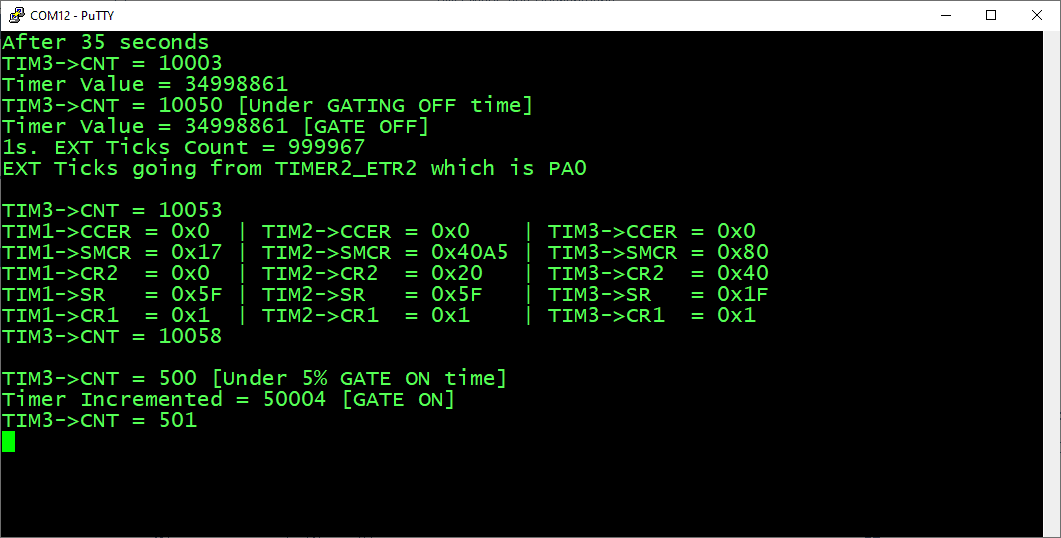 COM12 - PuTTY
After 35 seconds
TIM3->CNT = 10003
Timer Value = 34998861
TIM3->CNT = 10050 [Under GATING OFF time]
Timer Value = 34998861 [GATE OFF]
1s. EXT Ticks Count = 999967
EXT Ticks going from TIMER2_ETR2 which is PA0
TIM3->CNT = 10053
TIM1->CCER = 0x0  | TIM2->CCER = 0x0    | TIM3->CCER = 0x0
TIM1->SMCR = 0x17 | TIM2->SMCR = 0x40A5 | TIM3->SMCR = 0x80
TIM1->CR2  = 0x0  | TIM2->CR2  = 0x20   | TIM3->CR2  = 0x40
TIM1->SR   = 0x5F | TIM2->SR   = 0x5F   | TIM3->SR   = 0x1F
TIM1->CR1  = 0x1  | TIM2->CR1  = 0x1    | TIM3->CR1  = 0x1
TIM3->CNT = 10058
TIM3->CNT = 500 [Under 5% GATE ON time]
Timer Incremented = 50004 [GATE ON]
TIM3->CNT = 501